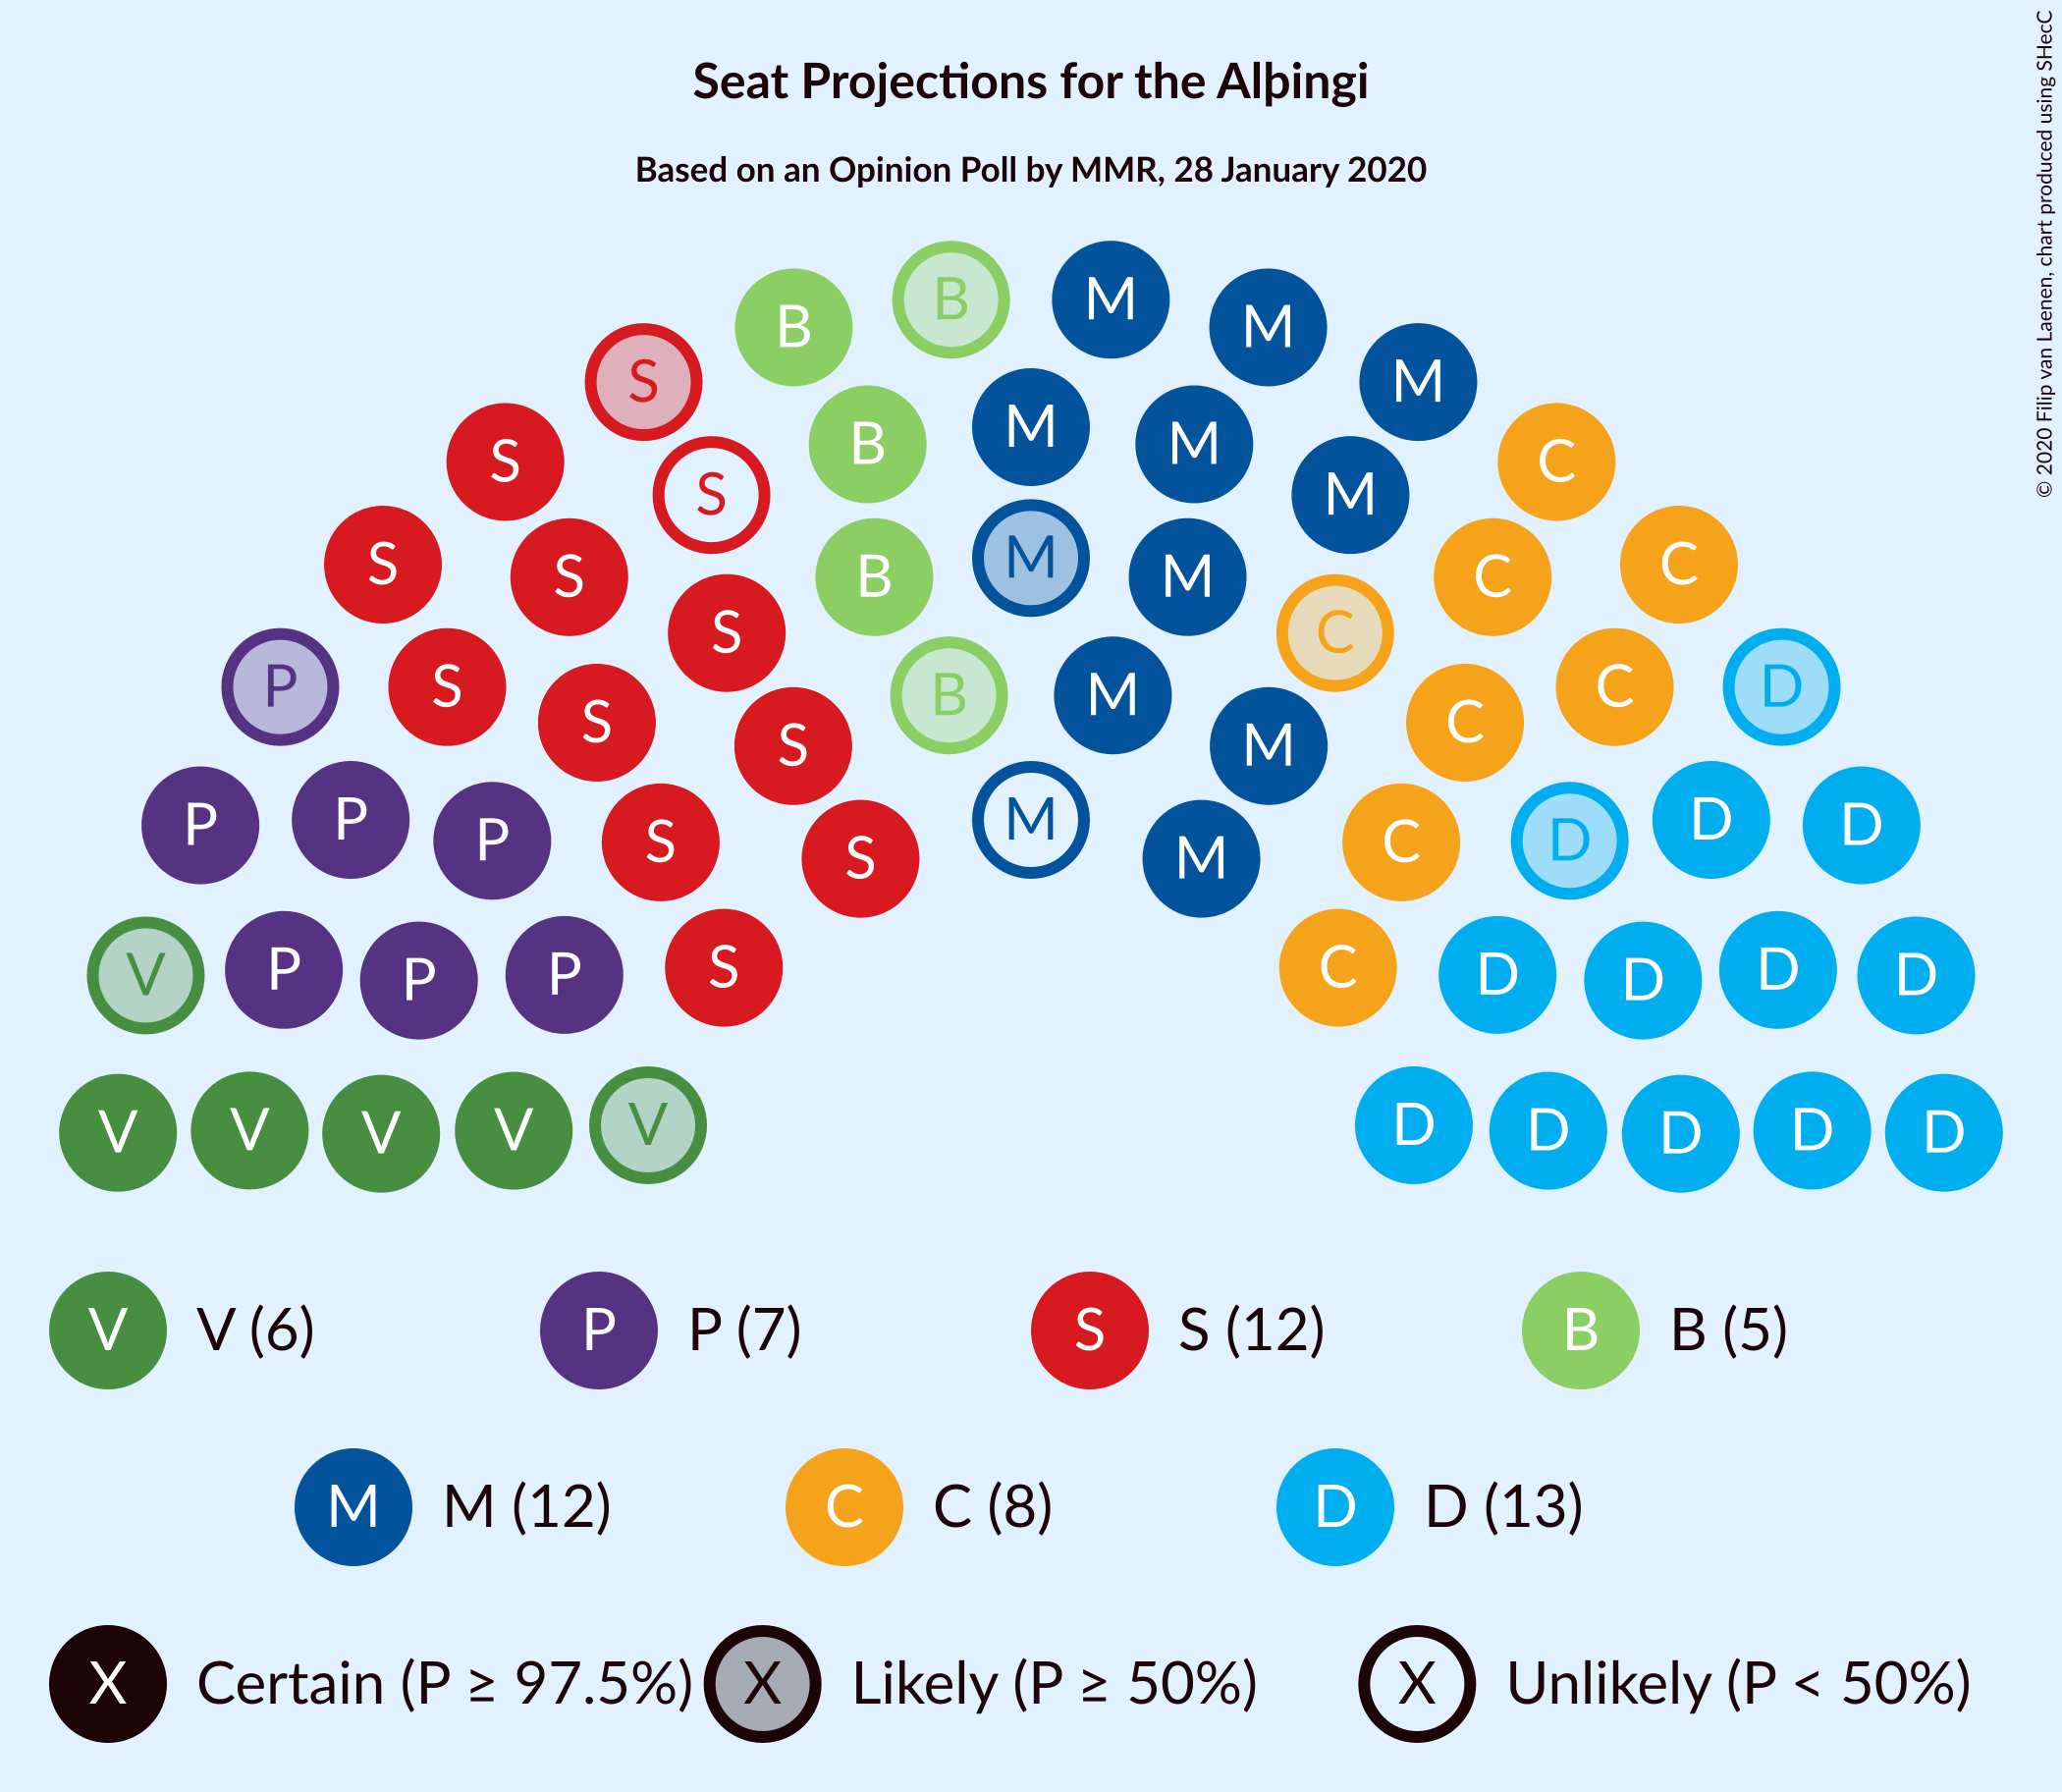 Seat Projections for the Alþingi
Based on an Opinion Poll by MMR, 28 January 2020
© 2020 Filip van Laenen, chart produced using SHecC
B M
B M
S M
M
S B M C
S M
M
S S B M C C
S C
P S B M C D
S C
S M
P P D D
P M D
S C
S M
P P S C D D
V P P D D D
V V V V V D D D D D
V V (6) P P (7) S S (12) B B (5)
M M (12) C C (8) D D (13)
X Certain (P ≥ 97.5%) X Likely (P ≥ 50%) X Unlikely (P < 50%)